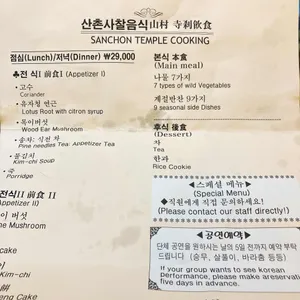 산촌사찰음식山村 寺刹飮食
SANCHON TEMPLE COOKING
점심(Lunch)/저녁(Dinner) ₩29,000
♣전 식I 前食I (Appetizer I)
・고수
Coriander
・유자청 연근
Lotus Root with citron syrup
・목이버섯
Wood Ear Mushroom
・송차: 식전 차
Pine needles Tea: Appetizer Tea
・물김치
Kim-chi Soup
・죽
Porridge
전식II 前食 II
Appetizer II)
e Mushroom
cake
Kim-chi
餠
eng Cake
본식 本食
(Main meal)
나물 7가지
7 types of wild Vegetables
계절반찬 9가지
9 seasonal side Dishes
후식 後食
(Dessert)
차
Tea
한과
Rice Cookie
◀스페셜 메뉴▶
(Special Menu)
◆직원에게 직접 문의하세요!
(Please contact our staff directly!)
◀공연예약▶
단체 공연을 원하시는 날의 5일 전까지 예약 부탁
드립니다 (승무, 살풀이, 바라춤 등등)
If your group wants to see korean
performance, please make reservations
five days in advance.